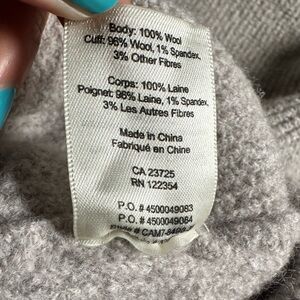 Body: 100% Wool
Cuff: 96% Wool, 1% Spandex,
3% Other Fibres
Corps: 100% Laine
Poignet: 96% Laine, 1% Spandex,
3% Les Autres Fibres
Made in China
Fabriqué en Chine
CA 23725
RN 122354
P.O. # 4500049083
P.O. # 4500049084